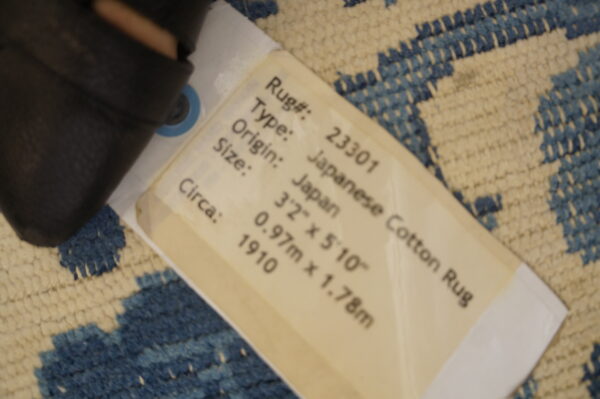 Rug#: 23301
Type: Japanese Cotton Rug
Origin: Japan
Size: 3'2" x 5'10"
0.97m x 1.78m
Circa: 1910